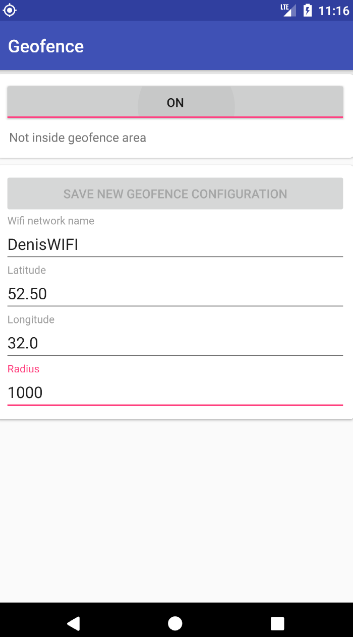 LTE 11:16
Geofence
ON
Not inside geofence area
SAVE NEW GEOFENCE CONFIGURATION
Wifi network name
DenisWIFI
Latitude
52.50
Longitude
32.0
Radius
1000